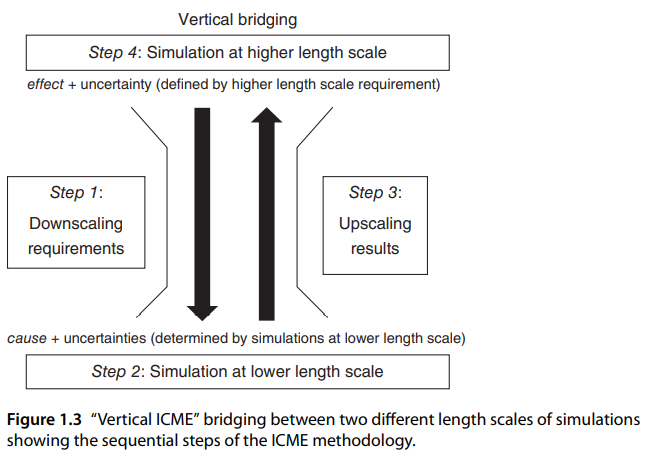 Vertical bridging
Step 4: Simulation at higher length scale
effect + uncertainty (defined by higher length scale requirement)
Step 1:
Downscaling
requirements
Step 3:
Upscaling
results
cause + uncertainties (determined by simulations at lower length scale)
Step 2: Simulation at lower length scale
Figure 1.3 “Vertical ICME” bridging between two different length scales of simulations
showing the sequential steps of the ICME methodology.